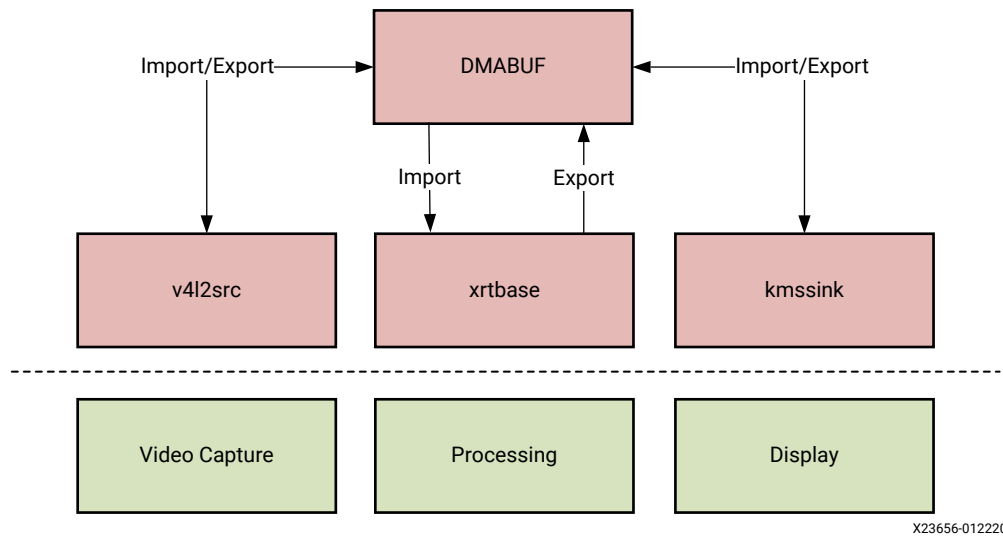 Import/Export
DMABUF
Import/Export
Import
Export
v4l2src
xrtbase
kmssink
Video Capture
Processing
Display
X23656-012220